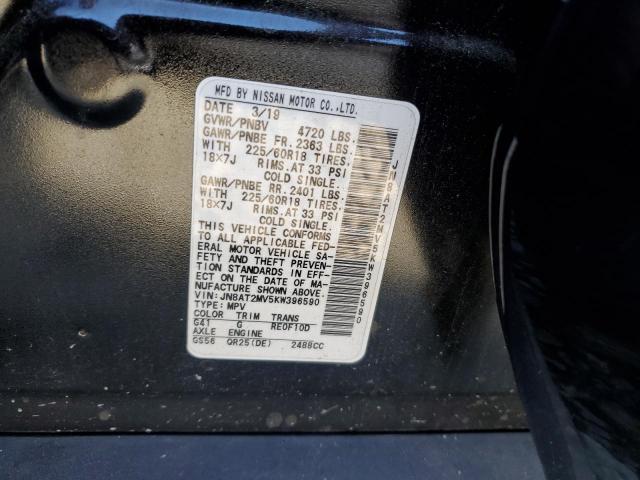 MFD BY NISSAN MOTOR CO.,LTD.
DATE 3/19
GVWR/PNBV 4720 LBS.
GAWR/PNBE FR. 2363 LBS.
WITH 225/60R18 TIRES.
18X7J RIMS.AT 33 PSI
COLD SINGLE.
GAWR/PNBE RR. 2401 LBS.
WITH 225/60R18 TIRES.
18X7J RIMS.AT 33 PSI
COLD SINGLE.
THIS VEHICLE CONFORMS
TO ALL APPLICABLE FED-
ERAL MOTOR VEHICLE SA-
FETY AND THEFT PREVEN-
TION STANDARDS IN EFF-
ECT ON THE DATE OF MA-
NUFACTURE SHOWN ABOVE.
VIN:JN8AT2MV5KW396590
TYPE:MPV
COLOR TRIM TRANS
G41 G RE0F10D
AXLE ENGINE
GS56 QR25(DE) 2488CC
JN8AT2MV5KW396590